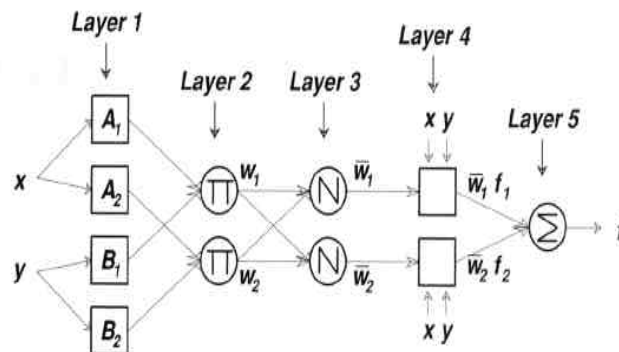 Layer 1
Layer 2
Layer 3
Layer 4
Layer 5
x y
A₁
A₂
B₁
B₂
x
y
Π
Π
w₁
w₂
N
N
w̅₁
w̅₂
w̅₁ f₁
w̅₂ f₂
Σ
x y